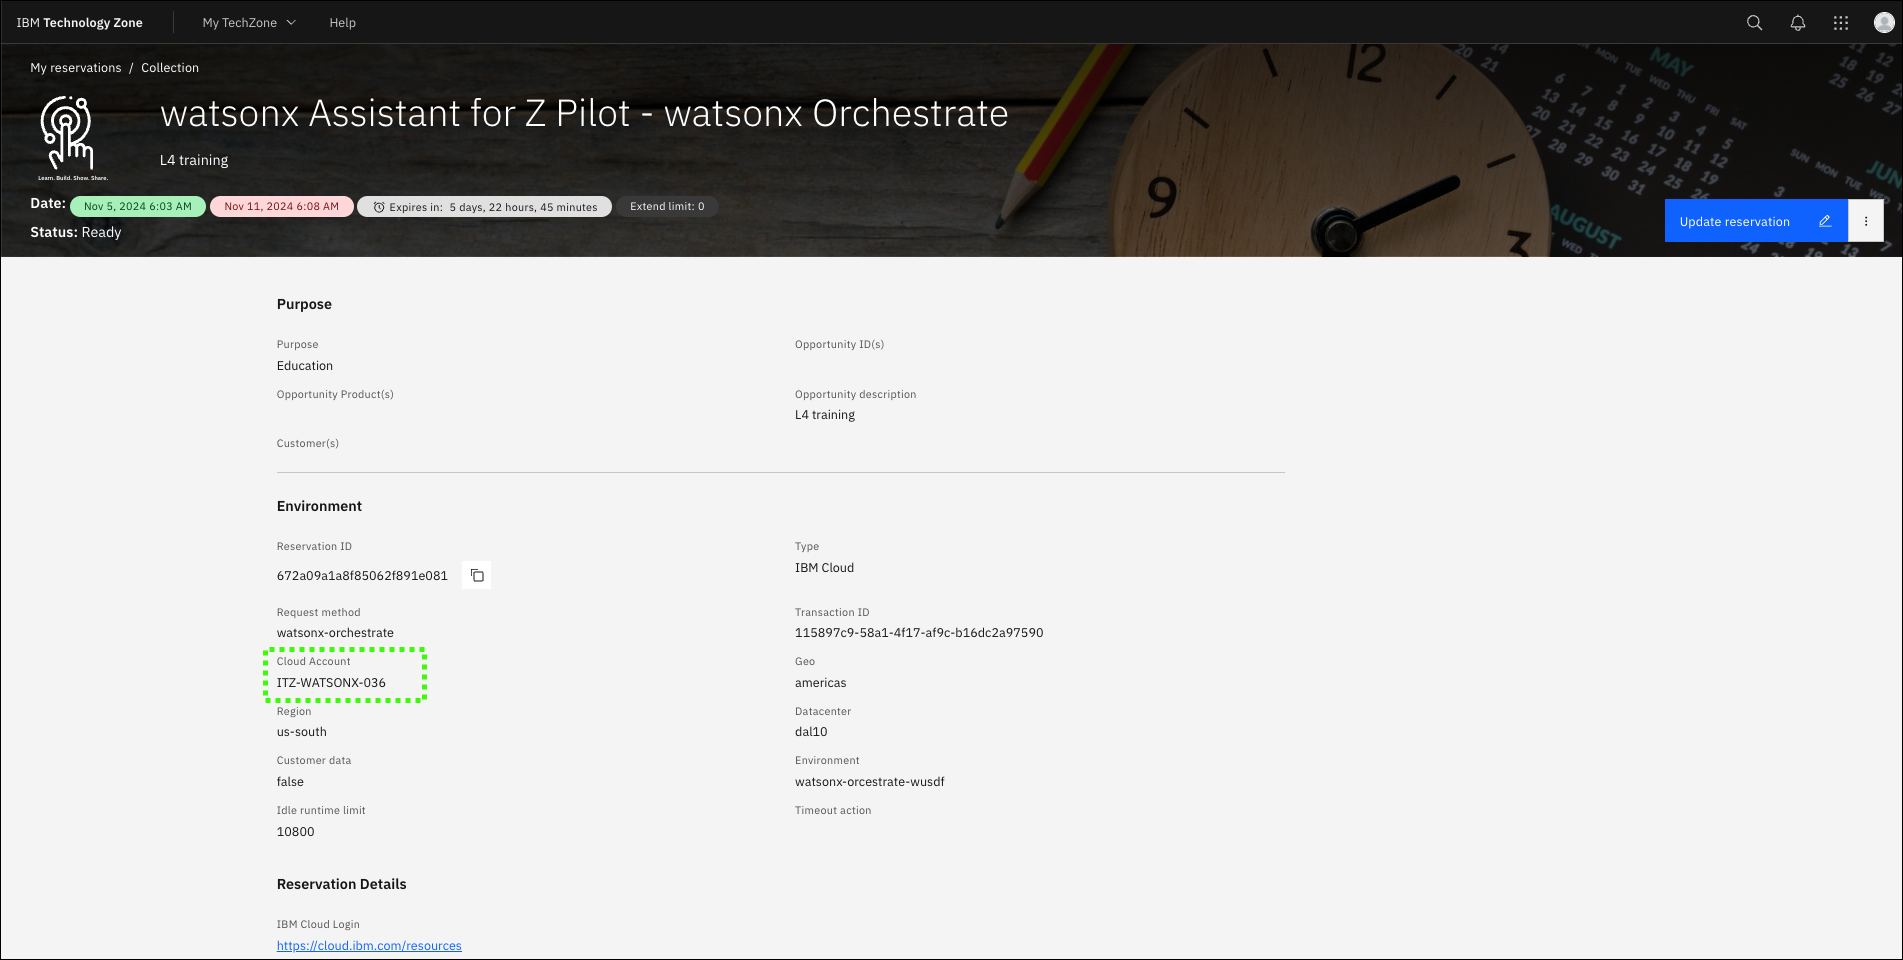 IBM Technology Zone
My TechZone
Help
My reservations / Collection
watsonx Assistant for Z Pilot - watsonx Orchestrate
L4 training
Learn. Build. Show. Share.
Date: Nov 5, 2024 6:03 AM Nov 11, 2024 6:08 AM Expires in: 5 days, 22 hours, 45 minutes Extend limit: 0
Status: Ready
Update reservation
12
9
3
MAY
JUN
AUGUST
Purpose
Purpose
Education
Opportunity ID(s)
Opportunity Product(s)
Opportunity description
L4 training
Customer(s)
Environment
Reservation ID
672a09a1a8f85062f891e081
Type
IBM Cloud
Request method
watsonx-orchestrate
Transaction ID
115897c9-58a1-4f17-af9c-b16dc2a97590
Cloud Account
ITZ-WATSONX-036
Geo
americas
Region
us-south
Datacenter
dal10
Customer data
false
Environment
watsonx-orcestrate-wusdf
Idle runtime limit
10800
Timeout action
Reservation Details
IBM Cloud Login
https://cloud.ibm.com/resources